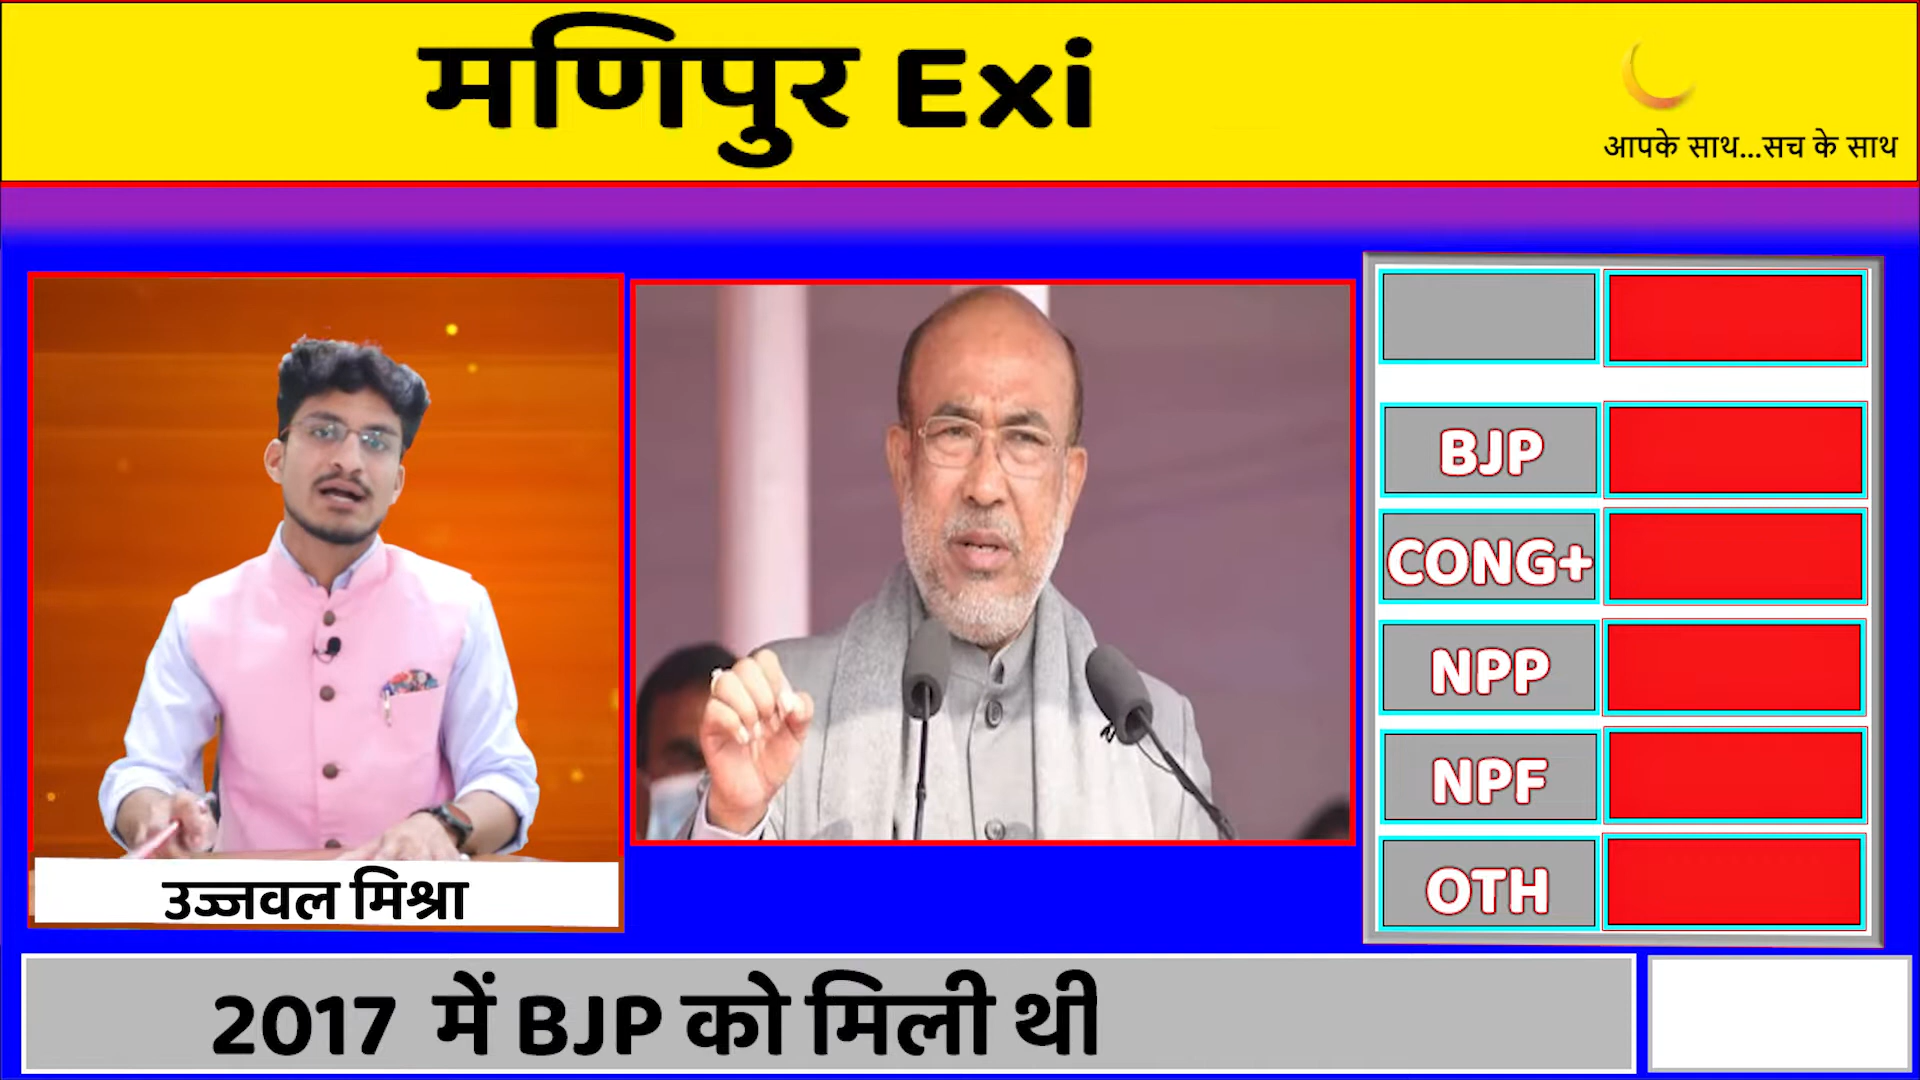 मणिपुर Exi
आपके साथ...सच के साथ
BJP
CONG+
NPP
NPF
OTH
उज्जवल मिश्रा
2017 में BJP को मिली थी